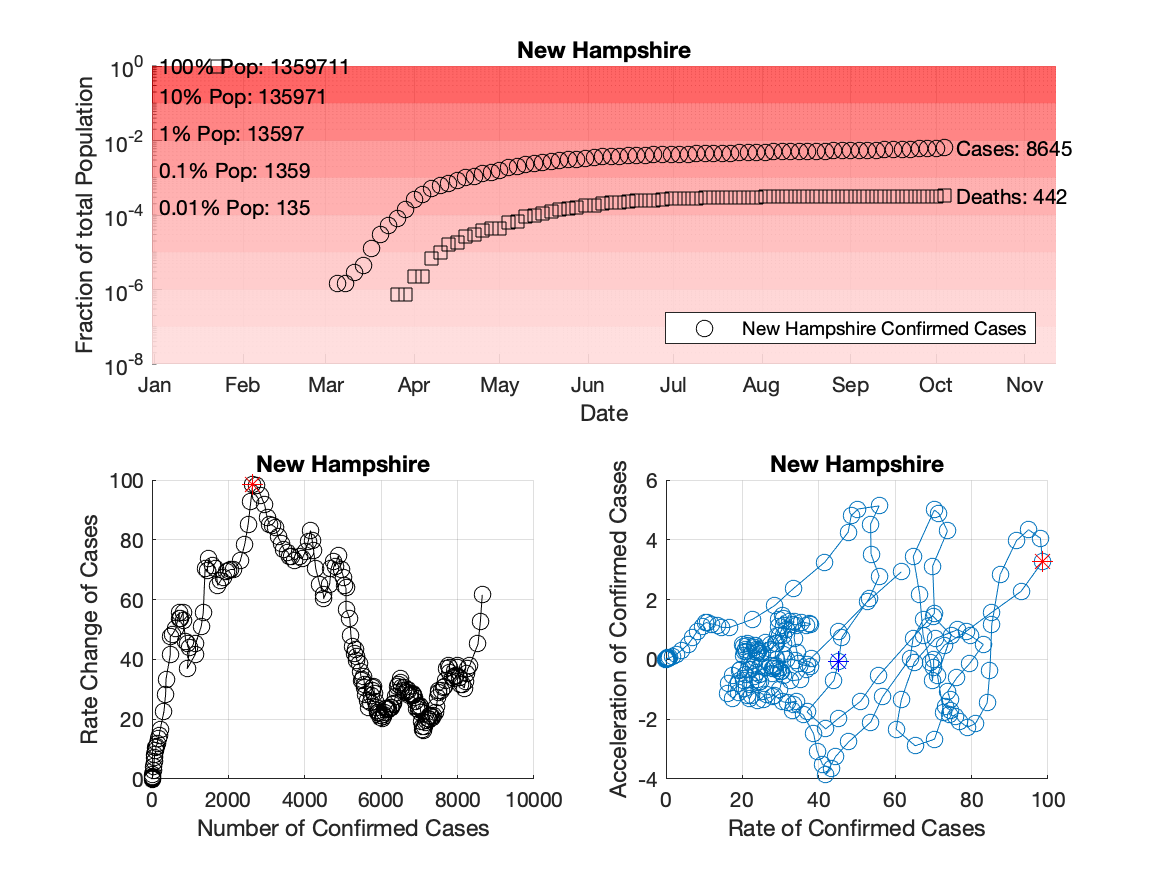 New Hampshire
Fraction of total Population
10^0
10^-2
10^-4
10^-6
10^-8
100% Pop: 1359711
10% Pop: 135971
1% Pop: 13597
0.1% Pop: 1359
0.01% Pop: 135
Cases: 8645
Deaths: 442
New Hampshire Confirmed Cases
Jan Feb Mar Apr May Jun Jul Aug Sep Oct Nov
Date
New Hampshire
Rate Change of Cases
100
80
60
40
20
0
0 2000 4000 6000 8000 10000
Number of Confirmed Cases
New Hampshire
Acceleration of Confirmed Cases
6
4
2
0
-2
-4
0 20 40 60 80 100
Rate of Confirmed Cases